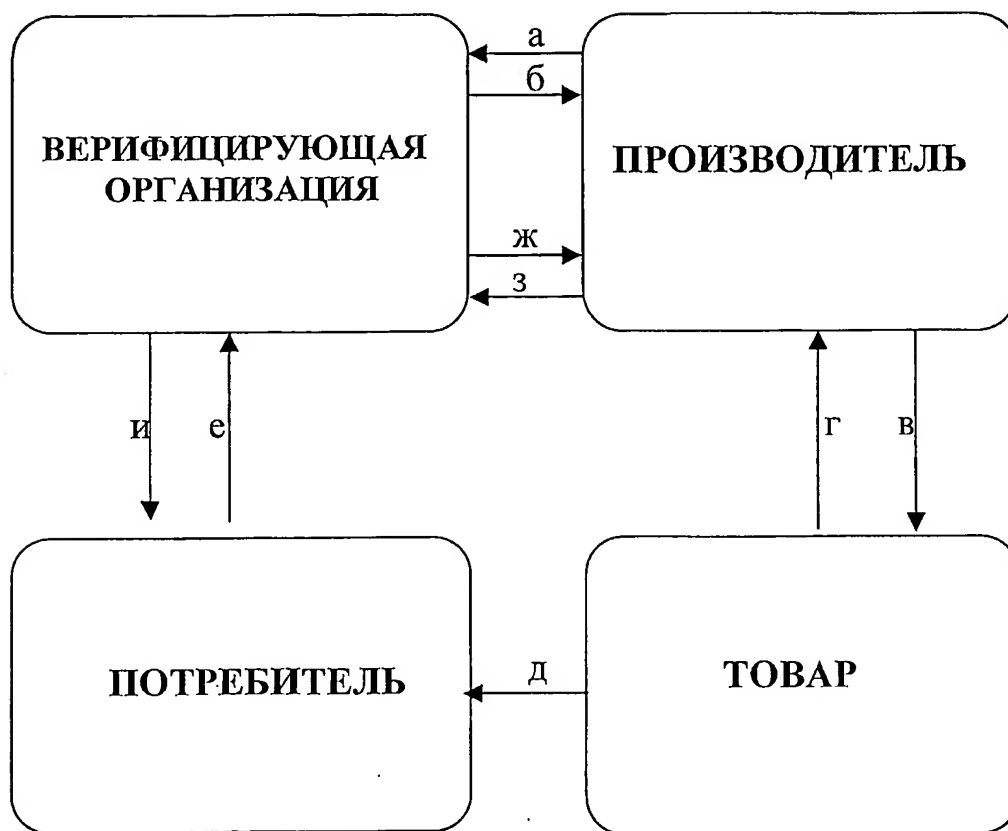 а
б
ВЕРИФИЦИРУЮЩАЯ
ОРГАНИЗАЦИЯ
ПРОИЗВОДИТЕЛЬ
ж
з
и
е
г
в
ПОТРЕБИТЕЛЬ
д
ТОВАР